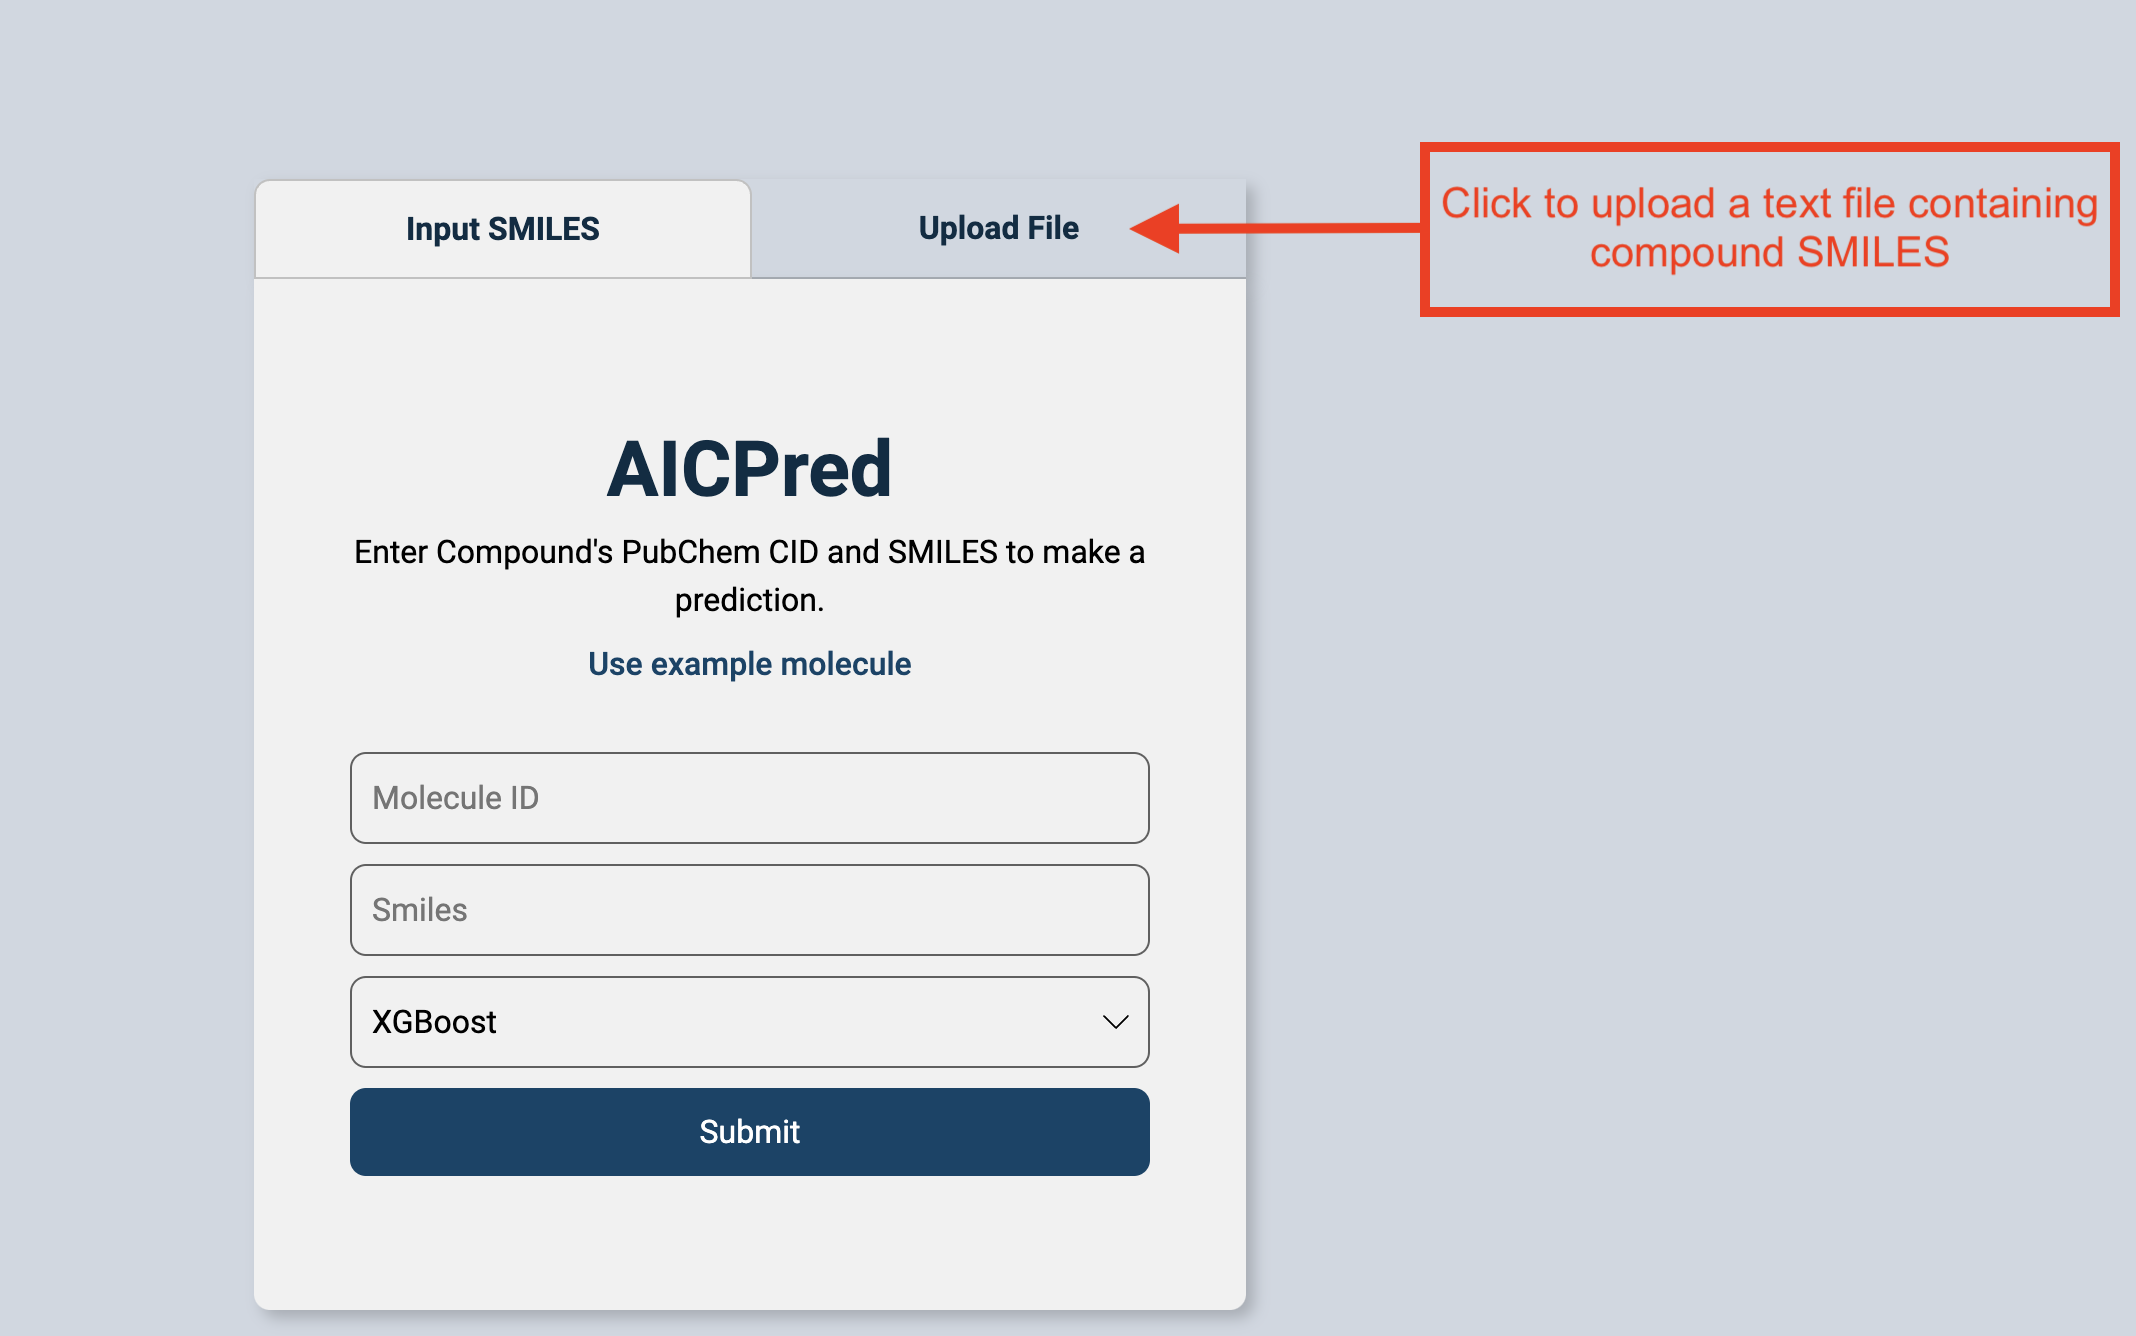 Input SMILES
Upload File
Click to upload a text file containing
compound SMILES
AICPred
Enter Compound's PubChem CID and SMILES to make a
prediction.
Use example molecule
Molecule ID
Smiles
XGBoost
Submit